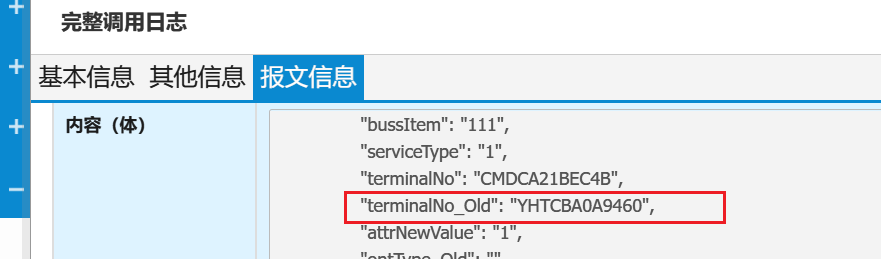 完整调用日志
基本信息 其他信息 报文信息
内容（体）
"bussItem": "111",
"serviceType": "1",
"terminalNo": "CMDCA21BEC4B",
"terminalNo_Old": "YHTCBA0A9460",
"attrNewValue": "1",
"optType_Old": ""